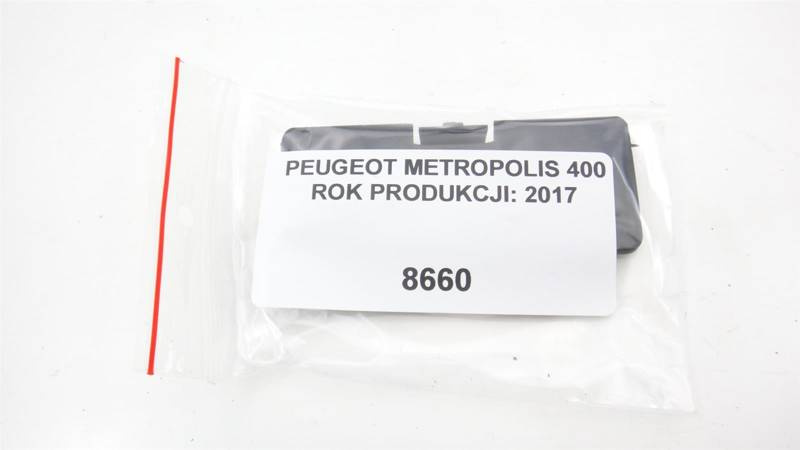 PEUGEOT METROPOLIS 400
ROK PRODUKCJI: 2017
8660